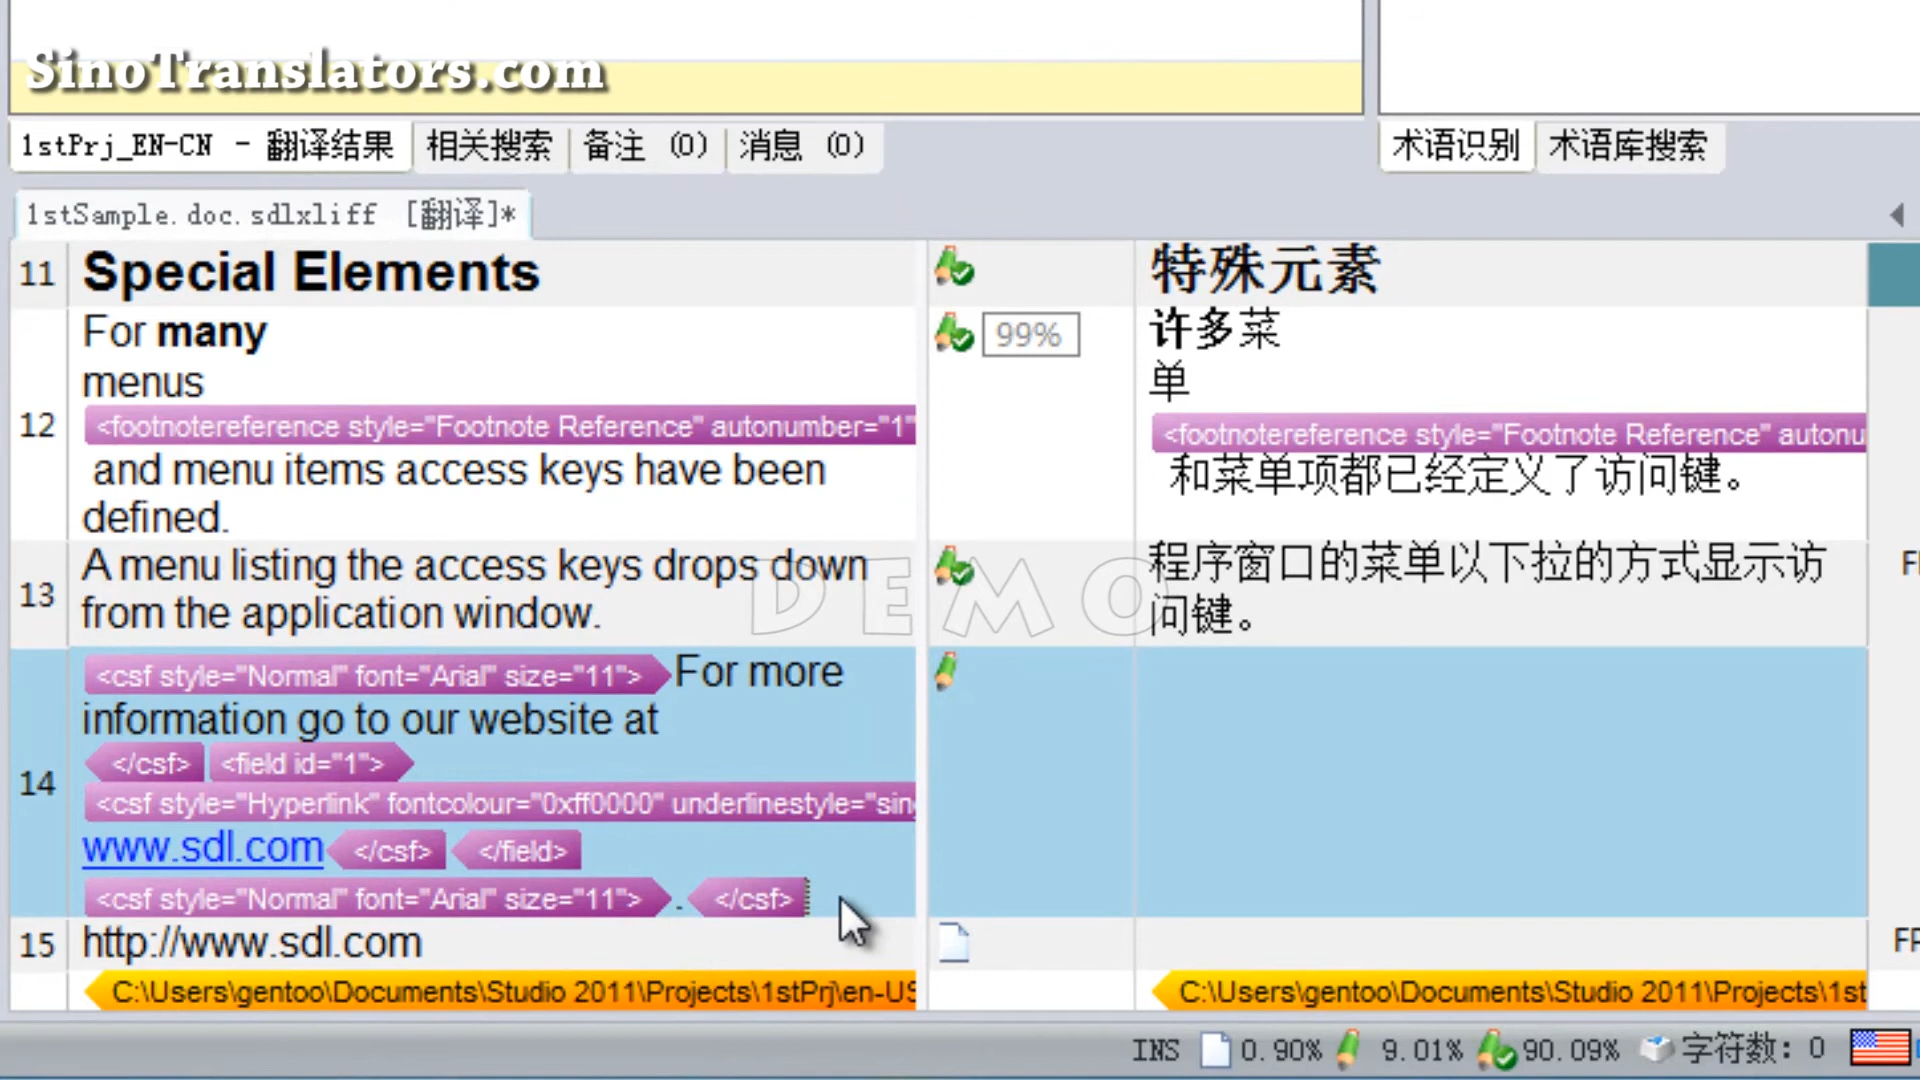 SinoTranslators.com
1stPrj_EN-CN - 翻译结果 相关搜索 备注 (0) 消息 (0) 术语识别 术语库搜索
1stSample.doc.sdlxliff [翻译]*
11 Special Elements 特殊元素
12 For many
menus
<footnotereference style="Footnote Reference" autonumber="1"
and menu items access keys have been
defined.
99%
许多菜
单
<footnotereference style="Footnote Reference" autonu
和菜单项都已经定义了访问键。
13 A menu listing the access keys drops down
from the application window.
程序窗口的菜单以下拉的方式显示访
问键。
DEMO
14 <csf style="Normal" font="Arial" size="11">For more
information go to our website at
</csf> <field id="1">
<csf style="Hyperlink" fontcolour="0xff0000" underlinestyle="sin
www.sdl.com </csf> </field>
<csf style="Normal" font="Arial" size="11"> . </csf>
15 http://www.sdl.com
C:\Users\gentoo\Documents\Studio 2011\Projects\1stPrj\en-US C:\Users\gentoo\Documents\Studio 2011\Projects\1st
INS 0.90% 9.01% 90.09% 字符数: 0